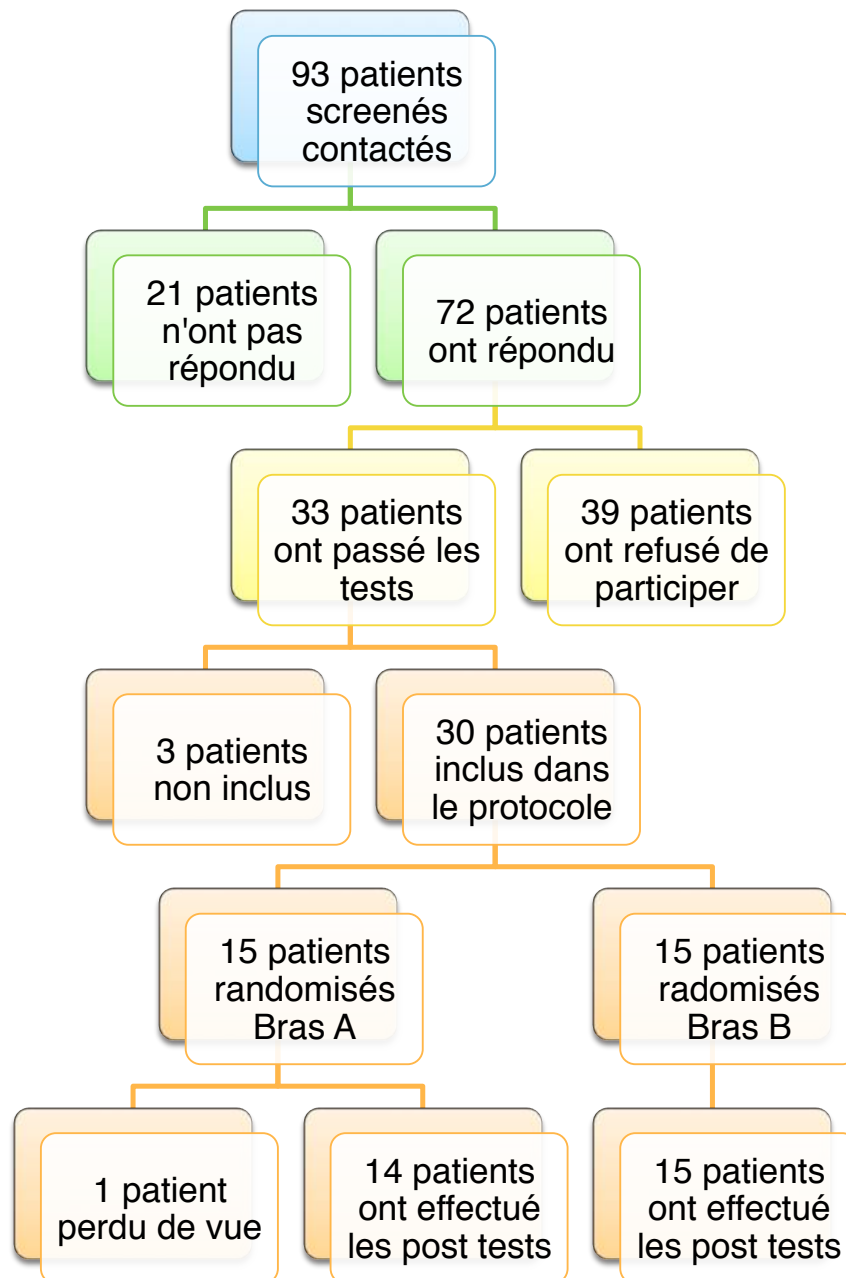 93 patients
screenés
contactés
21 patients
n'ont pas
répondu
72 patients
ont répondu
33 patients
ont passé les
tests
39 patients
ont refusé de
participer
3 patients
non inclus
30 patients
inclus dans
le protocole
15 patients
randomisés
Bras A
15 patients
radomisés
Bras B
1 patient
perdu de vue
14 patients
ont effectué
les post tests
15 patients
ont effectué
les post tests